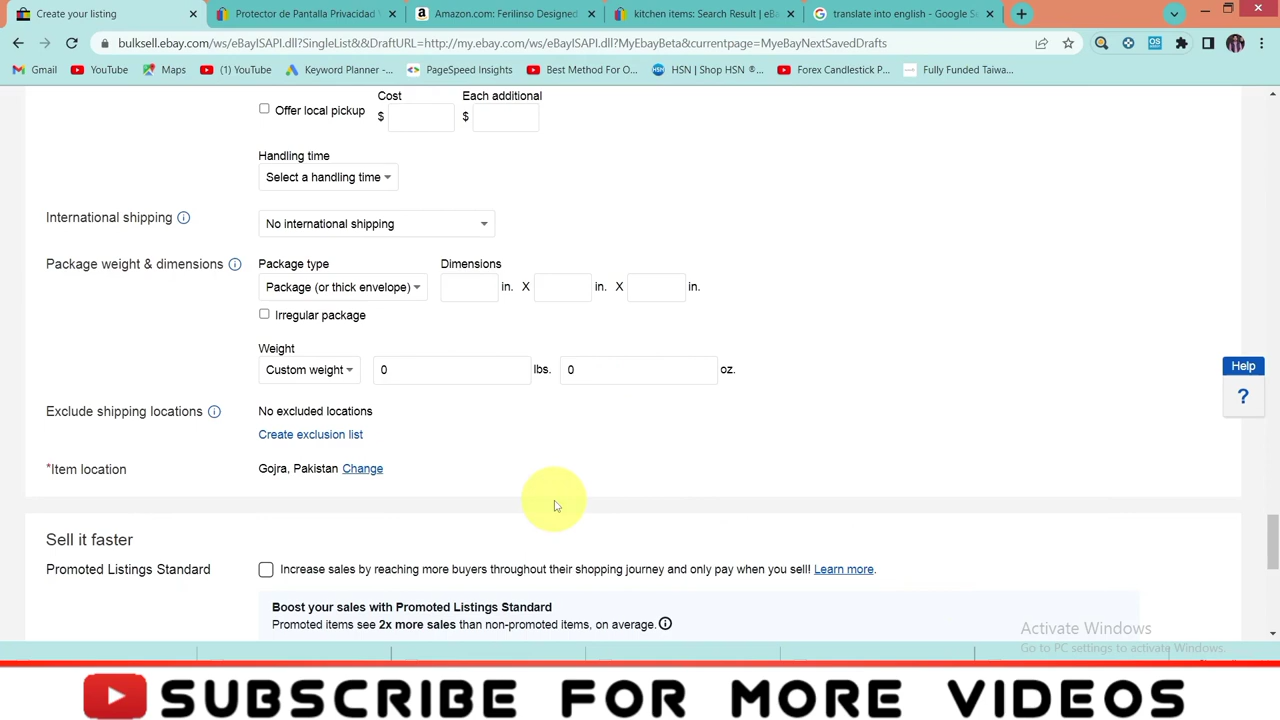 Create your listing
Protector de Pantalla Privacidad V
Amazon.com: Ferilinso Designed
kitchen items: Search Result | eBa
translate into english - Google S
bulksell.ebay.com/ws/eBayISAPI.dll?SingleList&&DraftURL=http://my.ebay.com/ws/eBayISAPI.dll?MyEbayBeta&currentpage=MyeBayNextSavedDrafts
Gmail
YouTube
Maps
(1) YouTube
Keyword Planner -...
PageSpeed Insights
Best Method For O...
HSN | Shop HSN ®...
Forex Candlestick P...
Fully Funded Taiwa...
Cost Each additional
Offer local pickup $ $
Handling time
Select a handling time
International shipping No international shipping
Package weight & dimensions Package type Dimensions
Package (or thick envelope) in. X in. X in.
Irregular package
Weight
Custom weight 0 lbs. 0 oz.
Exclude shipping locations No excluded locations
Create exclusion list
*Item location Gojra, Pakistan Change
Help
?
Sell it faster
Promoted Listings Standard Increase sales by reaching more buyers throughout their shopping journey and only pay when you sell! Learn more.
Boost your sales with Promoted Listings Standard
Promoted items see 2x more sales than non-promoted items, on average.
Activate Windows
Go to PC settings to activate Windows.
SUBSCRIBE FOR MORE VIDEOS